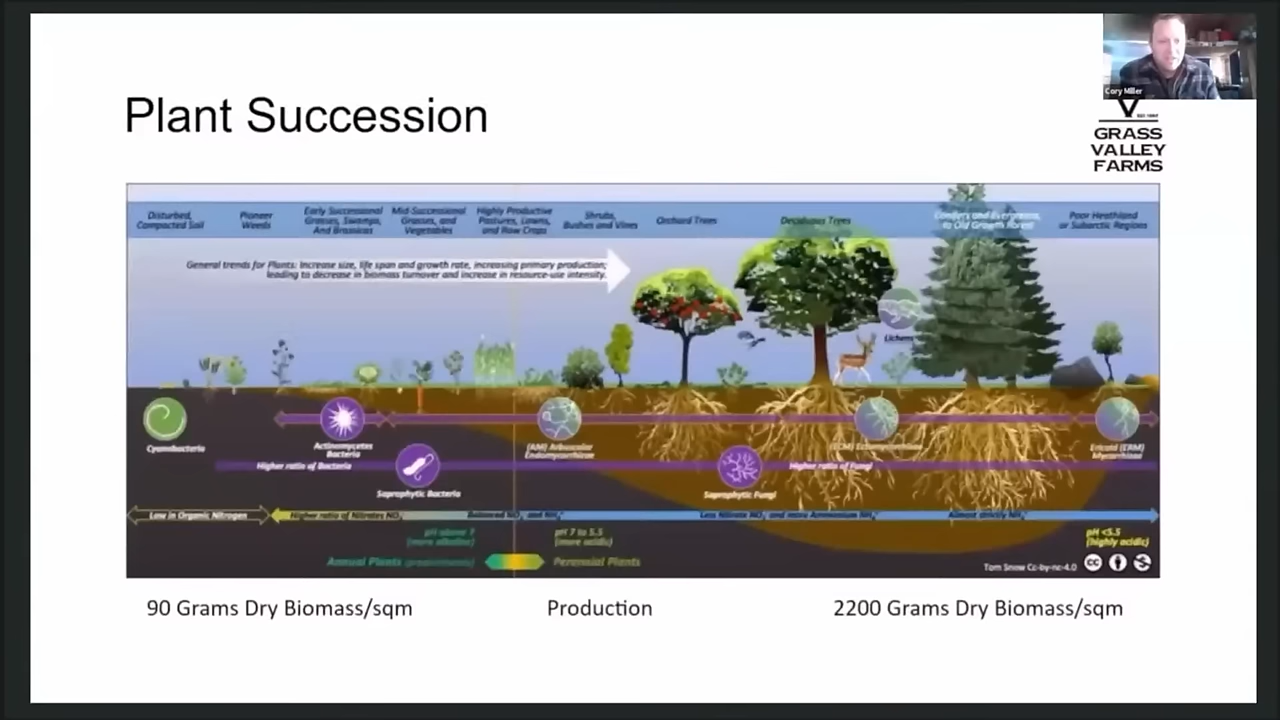 Cory Miller
Plant Succession
GRASS
VALLEY
FARMS
Disturbed,
Compacted Soil
Pioneer
Weeds
Early Successional
Grasses, Swamps,
And Brassicas
Mid-Successional
Grasses, and
Vegetables
Highly Productive
Pastures, Lawns,
and Row Crops
Shrubs,
Bushes and Vines
Orchard Trees
Deciduous Trees
Conifers and Evergreens,
to Old Growth Forest
Poor Heathland
or Subarctic Regions
General trends for Plants: Increase size, life span and growth rate, increasing primary production;
leading to decrease in biomass turnover and increase in resource-use intensity.
Lichens
Cyanobacteria
Actinomycetes
Bacteria
(AM) Arbuscular
Endomycorrhizae
(ECM) Ectomycorrhizae
Ericoid (ERM)
Mycorrhizae
Higher ratio of Bacteria
Higher ratio of Fungi
Saprophytic Bacteria
Saprophytic Fungi
Low in Organic Nitrogen
Higher ratio of Nitrates NO₃⁻
Balanced NO₃⁻ and NH₄⁺
Less Nitrate NO₃⁻ and more Ammonium NH₄⁺
Almost strictly NH₄⁺
pH above 7
(more alkaline)
pH 7 to 5.5
(more acidic)
pH <5.5
(highly acidic)
Annual Plants
Perennial Plants
Tom Snow Cc-by-nc-4.0
90 Grams Dry Biomass/sqm
Production
2200 Grams Dry Biomass/sqm